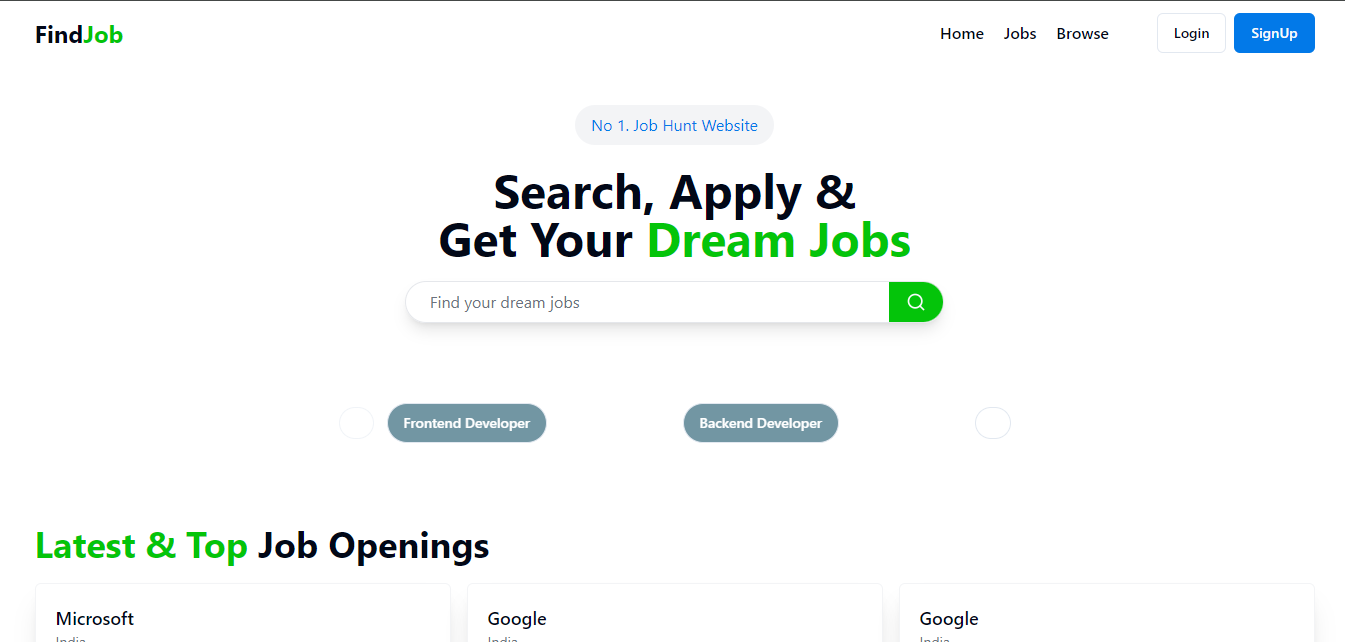 FindJob
Home Jobs Browse Login SignUp
No 1. Job Hunt Website
Search, Apply &
Get Your Dream Jobs
Find your dream jobs
Frontend Developer Backend Developer
Latest & Top Job Openings
Microsoft Google Google
India India India